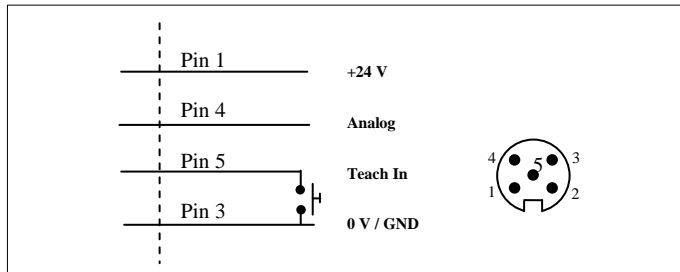 Pin 1 +24 V
Pin 4 Analog
Pin 5 Teach In
Pin 3 0 V / GND
4 5 3
1 2